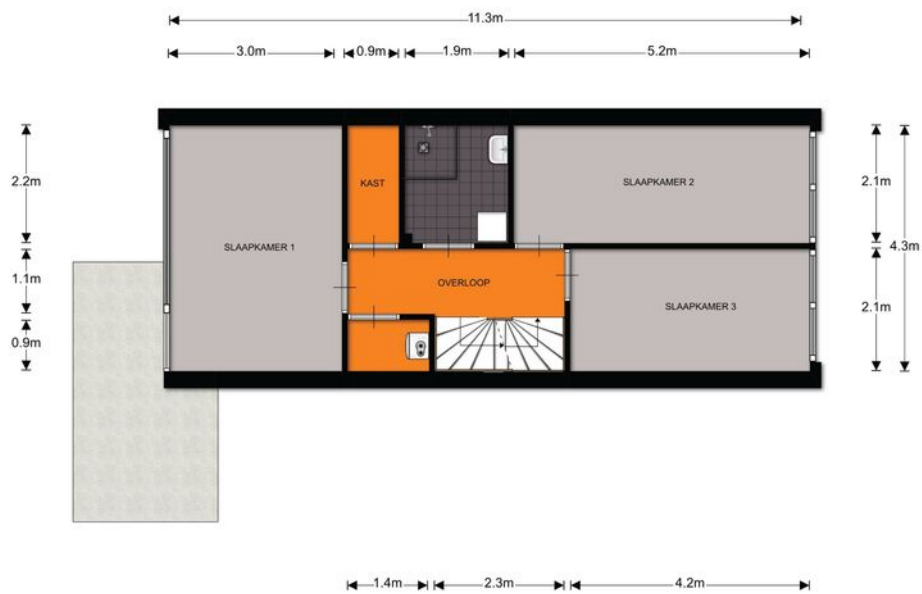 11.3m
3.0m 0.9m 1.9m 5.2m
2.2m
1.1m
0.9m
KAST
SLAAPKAMER 1
OVERLOOP
SLAAPKAMER 2
SLAAPKAMER 3
2.1m
2.1m
4.3m
1.4m 2.3m 4.2m